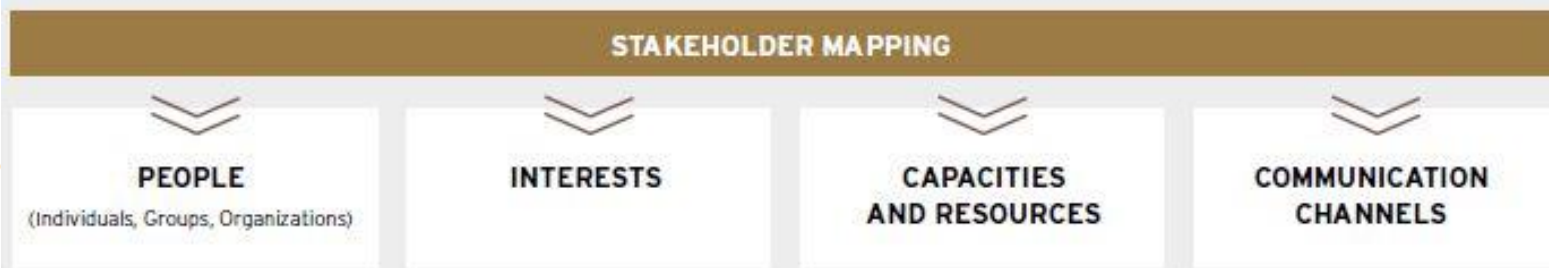 STAKEHOLDER MAPPING
PEOPLE
(Individuals, Groups, Organizations)
INTERESTS
CAPACITIES
AND RESOURCES
COMMUNICATION
CHANNELS